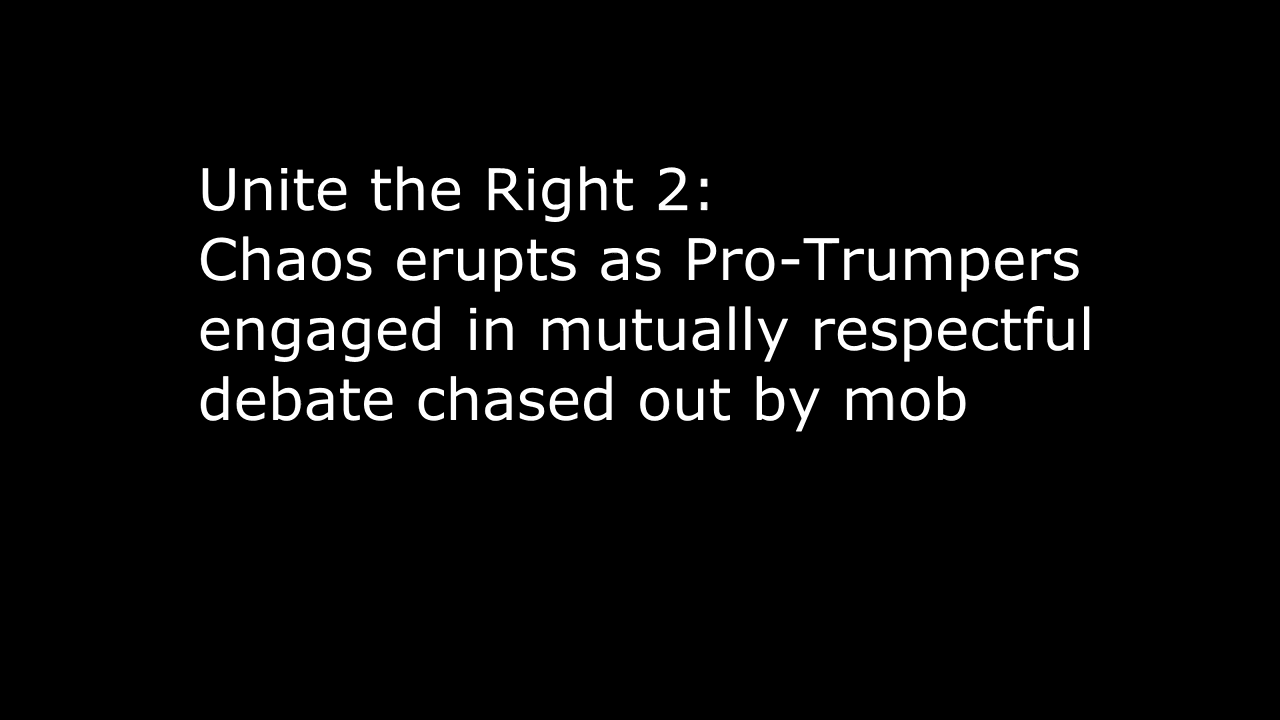 Unite the Right 2:
Chaos erupts as Pro-Trumpers
engaged in mutually respectful
debate chased out by mob